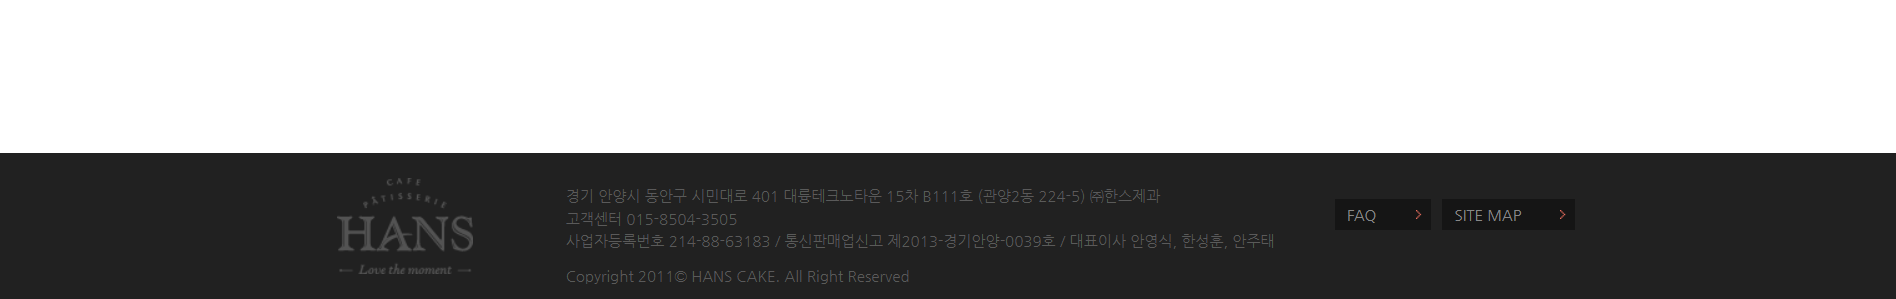 CAFE
PÂTISSERIE
HANS
Love the moment
경기 안양시 동안구 시민대로 401 대륭테크노타운 15차 B111호 (관양2동 224-5) ㈜한스제과
고객센터 015-8504-3505
사업자등록번호 214-88-63183 / 통신판매업신고 제2013-경기안양-0039호 / 대표이사 안영식, 한성훈, 안주태
Copyright 2011© HANS CAKE. All Right Reserved
FAQ
SITE MAP